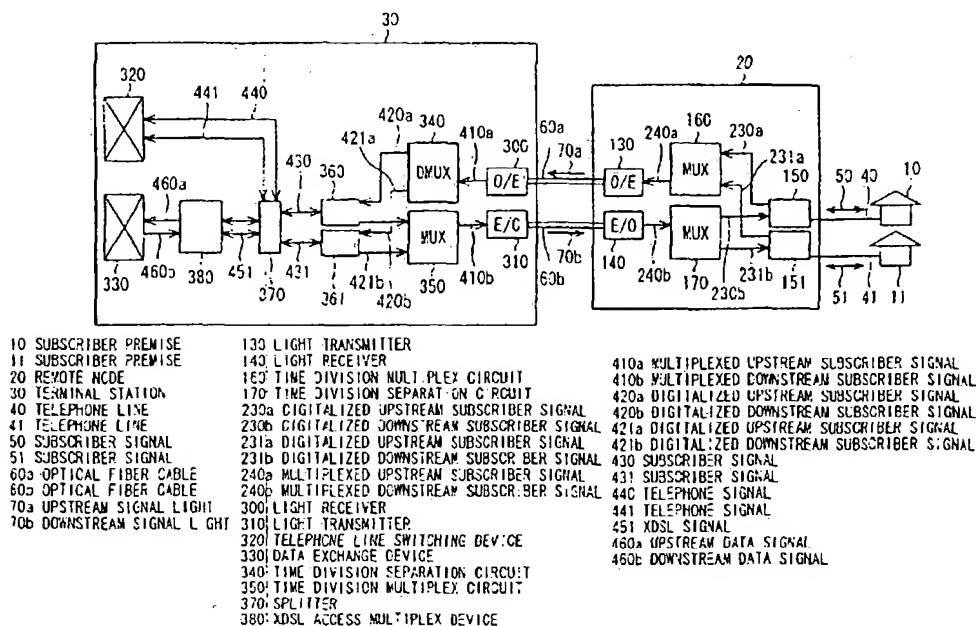 30
320
441
440
420a
421a
340
410a
300
60a
70a
20
130
240a
160
230a
231a
150
50
40
10
430
360
DMUX
O/E
O/E
MUX
460a
MUX
E/C
E/O
MUX
330
460b
380
451
370
431
361
421b
420b
350
410b
310
60b
70b
140
240b
170
230b
231b
151
51
41
11
10 SUBSCRIBER PREMISE
11 SUBSCRIBER PREMISE
20 REMOTE NODE
30 TERMINAL STATION
40 TELEPHONE LINE
41 TELEPHONE LINE
50 SUBSCRIBER SIGNAL
51 SUBSCRIBER SIGNAL
60a OPTICAL FIBER CABLE
60b OPTICAL FIBER CABLE
70a UPSTREAM SIGNAL LIGHT
70b DOWNSTREAM SIGNAL LIGHT
130 LIGHT TRANSMITTER
140 LIGHT RECEIVER
160 TIME DIVISION MULTIPLEX CIRCUIT
170 TIME DIVISION SEPARATION CIRCUIT
230a DIGITALIZED UPSTREAM SUBSCRIBER SIGNAL
230b DIGITALIZED DOWNSTREAM SUBSCRIBER SIGNAL
231a DIGITALIZED UPSTREAM SUBSCRIBER SIGNAL
231b DIGITALIZED DOWNSTREAM SUBSCRIBER SIGNAL
240a MULTIPLEXED UPSTREAM SUBSCRIBER SIGNAL
240b MULTIPLEXED DOWNSTREAM SUBSCRIBER SIGNAL
300 LIGHT RECEIVER
310 LIGHT TRANSMITTER
320 TELEPHONE LINE SWITCHING DEVICE
330 DATA EXCHANGE DEVICE
340 TIME DIVISION SEPARATION CIRCUIT
350 TIME DIVISION MULTIPLEX CIRCUIT
370 SPLITTER
380 XDSL ACCESS MULTIPLEX DEVICE
410a MULTIPLEXED UPSTREAM SUBSCRIBER SIGNAL
410b MULTIPLEXED DOWNSTREAM SUBSCRIBER SIGNAL
420a DIGITALIZED UPSTREAM SUBSCRIBER SIGNAL
420b DIGITALIZED DOWNSTREAM SUBSCRIBER SIGNAL
421a DIGITALIZED UPSTREAM SUBSCRIBER SIGNAL
421b DIGITALIZED DOWNSTREAM SUBSCRIBER SIGNAL
430 SUBSCRIBER SIGNAL
431 SUBSCRIBER SIGNAL
440 TELEPHONE SIGNAL
441 TELEPHONE SIGNAL
451 XDSL SIGNAL
460a UPSTREAM DATA SIGNAL
460b DOWNSTREAM DATA SIGNAL